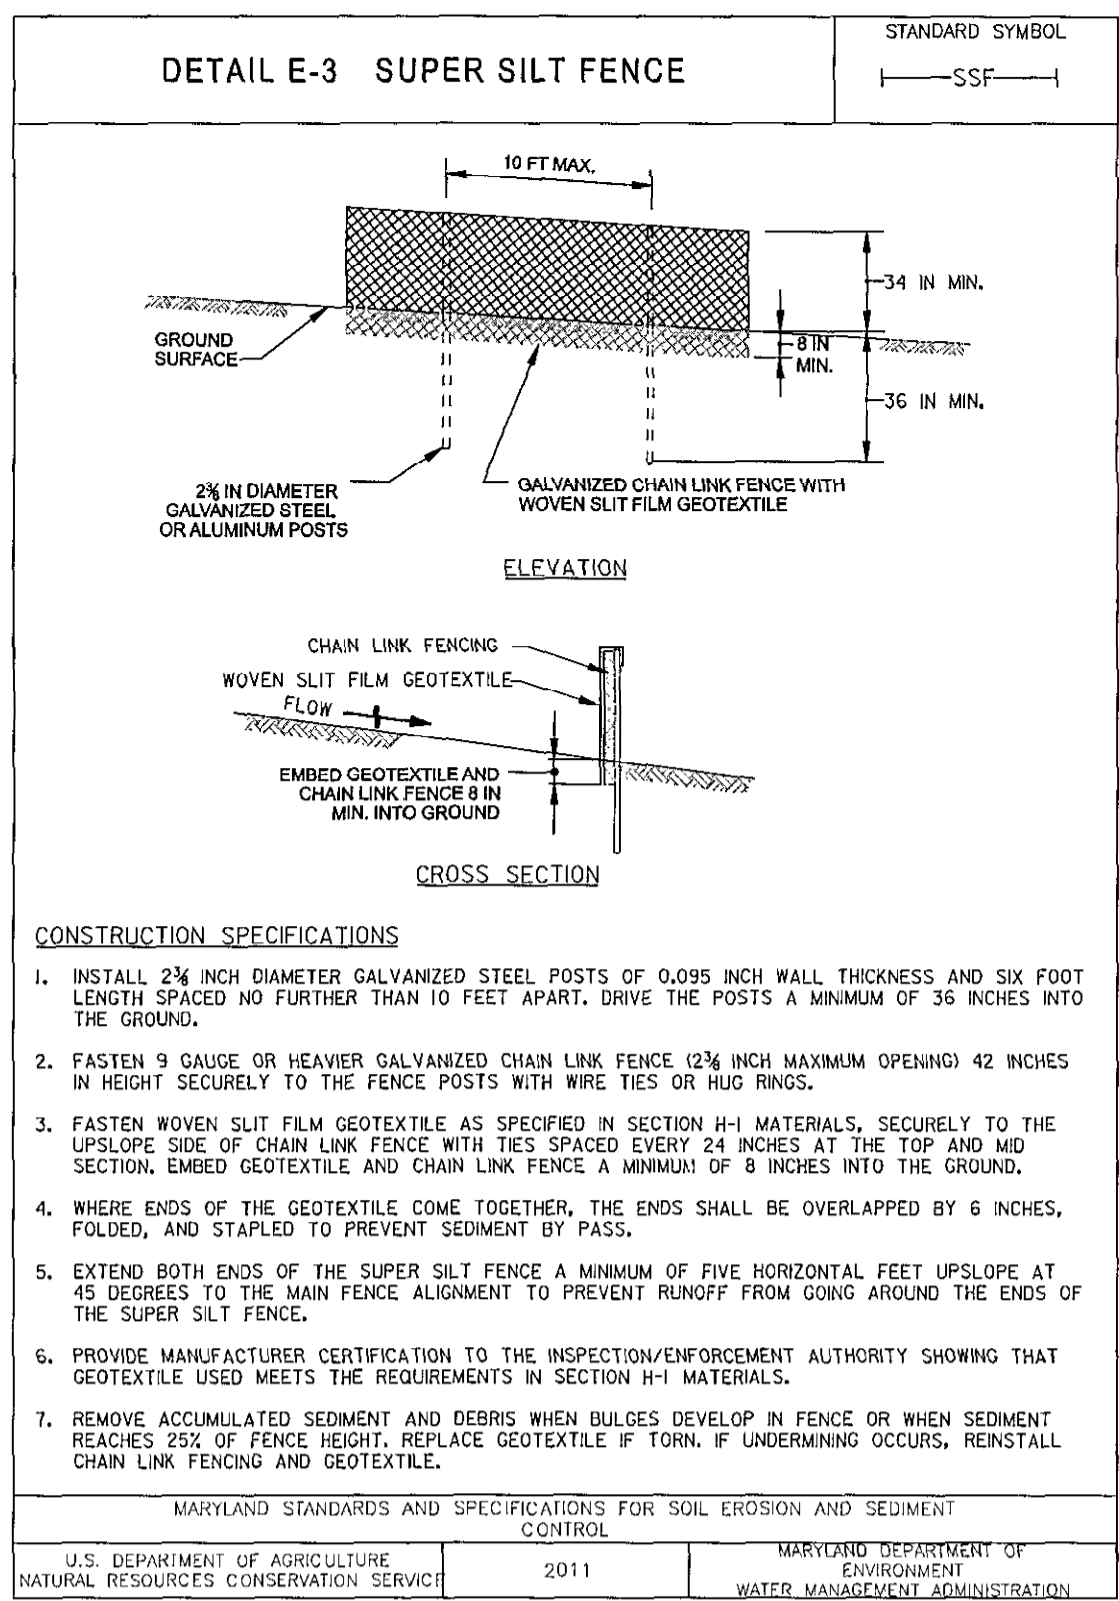 DETAIL E-3 SUPER SILT FENCE
STANDARD SYMBOL
SSF
10 FT MAX.
34 IN MIN.
GROUND
SURFACE
8 IN
MIN.
36 IN MIN.
2⅜ IN DIAMETER
GALVANIZED STEEL
OR ALUMINUM POSTS
GALVANIZED CHAIN LINK FENCE WITH
WOVEN SLIT FILM GEOTEXTILE
ELEVATION
CHAIN LINK FENCING
WOVEN SLIT FILM GEOTEXTILE
FLOW
EMBED GEOTEXTILE AND
CHAIN LINK FENCE 8 IN
MIN. INTO GROUND
CROSS SECTION
CONSTRUCTION SPECIFICATIONS
1. INSTALL 2⅜ INCH DIAMETER GALVANIZED STEEL POSTS OF 0.095 INCH WALL THICKNESS AND SIX FOOT
LENGTH SPACED NO FURTHER THAN 10 FEET APART. DRIVE THE POSTS A MINIMUM OF 36 INCHES INTO
THE GROUND.
2. FASTEN 9 GAUGE OR HEAVIER GALVANIZED CHAIN LINK FENCE (2⅜ INCH MAXIMUM OPENING) 42 INCHES
IN HEIGHT SECURELY TO THE FENCE POSTS WITH WIRE TIES OR HUG RINGS.
3. FASTEN WOVEN SLIT FILM GEOTEXTILE AS SPECIFIED IN SECTION H-1 MATERIALS, SECURELY TO THE
UPSLOPE SIDE OF CHAIN LINK FENCE WITH TIES SPACED EVERY 24 INCHES AT THE TOP AND MID
SECTION. EMBED GEOTEXTILE AND CHAIN LINK FENCE A MINIMUM OF 8 INCHES INTO THE GROUND.
4. WHERE ENDS OF THE GEOTEXTILE COME TOGETHER, THE ENDS SHALL BE OVERLAPPED BY 6 INCHES,
FOLDED, AND STAPLED TO PREVENT SEDIMENT BY PASS.
5. EXTEND BOTH ENDS OF THE SUPER SILT FENCE A MINIMUM OF FIVE HORIZONTAL FEET UPSLOPE AT
45 DEGREES TO THE MAIN FENCE ALIGNMENT TO PREVENT RUNOFF FROM GOING AROUND THE ENDS OF
THE SUPER SILT FENCE.
6. PROVIDE MANUFACTURER CERTIFICATION TO THE INSPECTION/ENFORCEMENT AUTHORITY SHOWING THAT
GEOTEXTILE USED MEETS THE REQUIREMENTS IN SECTION H-1 MATERIALS.
7. REMOVE ACCUMULATED SEDIMENT AND DEBRIS WHEN BULGES DEVELOP IN FENCE OR WHEN SEDIMENT
REACHES 25% OF FENCE HEIGHT. REPLACE GEOTEXTILE IF TORN. IF UNDERMINING OCCURS, REINSTALL
CHAIN LINK FENCING AND GEOTEXTILE.
MARYLAND STANDARDS AND SPECIFICATIONS FOR SOIL EROSION AND SEDIMENT
CONTROL
U.S. DEPARTMENT OF AGRICULTURE
NATURAL RESOURCES CONSERVATION SERVICE
2011
MARYLAND DEPARTMENT OF
ENVIRONMENT
WATER MANAGEMENT ADMINISTRATION